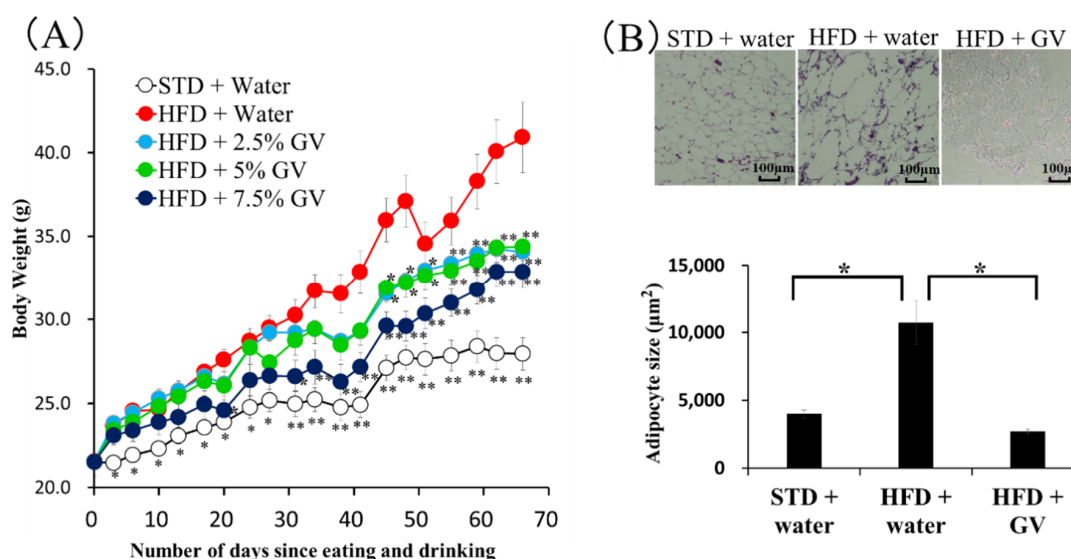 (A)
45.0
40.0
35.0
30.0
25.0
20.0
Body Weight (g)
STD + Water
HFD + Water
HFD + 2.5% GV
HFD + 5% GV
HFD + 7.5% GV
0 10 20 30 40 50 60 70
Number of days since eating and drinking
(B)
STD + water HFD + water HFD + GV
100μm 100μm 100μm
Adipocyte size (μm²)
15,000
10,000
5,000
0
* *
STD + water
HFD + water
HFD + GV